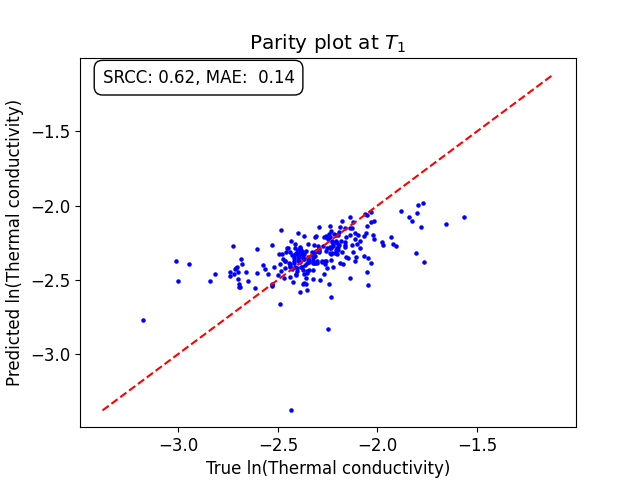 Parity plot at T₁
SRCC: 0.62, MAE:  0.14
Predicted ln(Thermal conductivity)
−1.5
−2.0
−2.5
−3.0
−3.0 −2.5 −2.0 −1.5
True ln(Thermal conductivity)